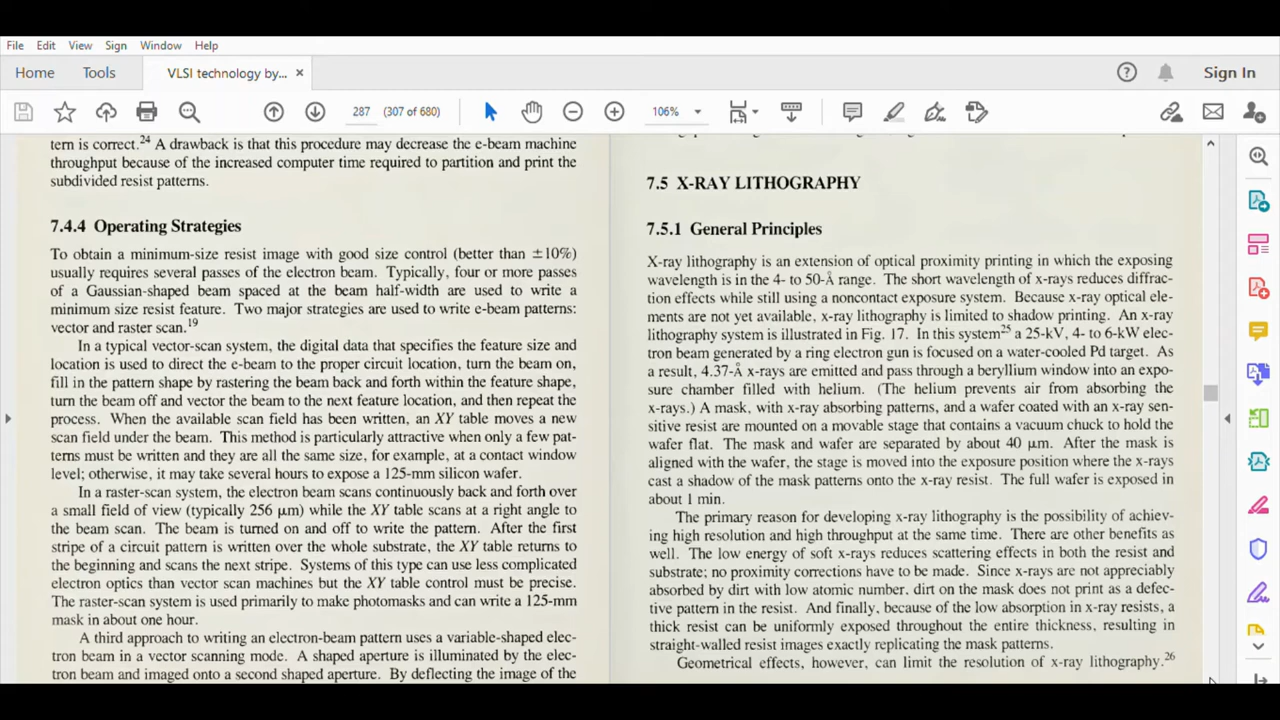 File Edit View Sign Window Help
Home Tools VLSI technology by... × Sign In
287 (307 of 680) 106%
tern is correct.24 A drawback is that this procedure may decrease the e-beam machine
throughput because of the increased computer time required to partition and print the
subdivided resist patterns.
7.4.4 Operating Strategies
To obtain a minimum-size resist image with good size control (better than ±10%)
usually requires several passes of the electron beam. Typically, four or more passes
of a Gaussian-shaped beam spaced at the beam half-width are used to write a
minimum size resist feature. Two major strategies are used to write e-beam patterns:
vector and raster scan.19
In a typical vector-scan system, the digital data that specifies the feature size and
location is used to direct the e-beam to the proper circuit location, turn the beam on,
fill in the pattern shape by rastering the beam back and forth within the feature shape,
turn the beam off and vector the beam to the next feature location, and then repeat the
process. When the available scan field has been written, an XY table moves a new
scan field under the beam. This method is particularly attractive when only a few pat-
terns must be written and they are all the same size, for example, at a contact window
level; otherwise, it may take several hours to expose a 125-mm silicon wafer.
In a raster-scan system, the electron beam scans continuously back and forth over
a small field of view (typically 256 μm) while the XY table scans at a right angle to
the beam scan. The beam is turned on and off to write the pattern. After the first
stripe of a circuit pattern is written over the whole substrate, the XY table returns to
the beginning and scans the next stripe. Systems of this type can use less complicated
electron optics than vector scan machines but the XY table control must be precise.
The raster-scan system is used primarily to make photomasks and can write a 125-mm
mask in about one hour.
A third approach to writing an electron-beam pattern uses a variable-shaped elec-
tron beam in a vector scanning mode. A shaped aperture is illuminated by the elec-
tron beam and imaged onto a second shaped aperture. By deflecting the image of the
7.5 X-RAY LITHOGRAPHY
7.5.1 General Principles
X-ray lithography is an extension of optical proximity printing in which the exposing
wavelength is in the 4- to 50-Å range. The short wavelength of x-rays reduces diffrac-
tion effects while still using a noncontact exposure system. Because x-ray optical ele-
ments are not yet available, x-ray lithography is limited to shadow printing. An x-ray
lithography system is illustrated in Fig. 17. In this system25 a 25-kV, 4- to 6-kW elec-
tron beam generated by a ring electron gun is focused on a water-cooled Pd target. As
a result, 4.37-Å x-rays are emitted and pass through a beryllium window into an expo-
sure chamber filled with helium. (The helium prevents air from absorbing the
x-rays.) A mask, with x-ray absorbing patterns, and a wafer coated with an x-ray sen-
sitive resist are mounted on a movable stage that contains a vacuum chuck to hold the
wafer flat. The mask and wafer are separated by about 40 μm. After the mask is
aligned with the wafer, the stage is moved into the exposure position where the x-rays
cast a shadow of the mask patterns onto the x-ray resist. The full wafer is exposed in
about 1 min.
The primary reason for developing x-ray lithography is the possibility of achiev-
ing high resolution and high throughput at the same time. There are other benefits as
well. The low energy of soft x-rays reduces scattering effects in both the resist and
substrate; no proximity corrections have to be made. Since x-rays are not appreciably
absorbed by dirt with low atomic number, dirt on the mask does not print as a defec-
tive pattern in the resist. And finally, because of the low absorption in x-ray resists, a
thick resist can be uniformly exposed throughout the entire thickness, resulting in
straight-walled resist images exactly replicating the mask patterns.
Geometrical effects, however, can limit the resolution of x-ray lithography.26